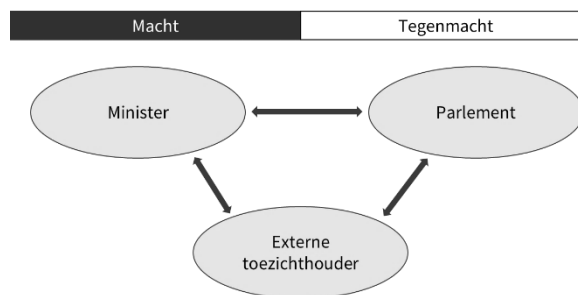 Macht
Tegenmacht
Minister
Parlement
Externe
toezichthouder